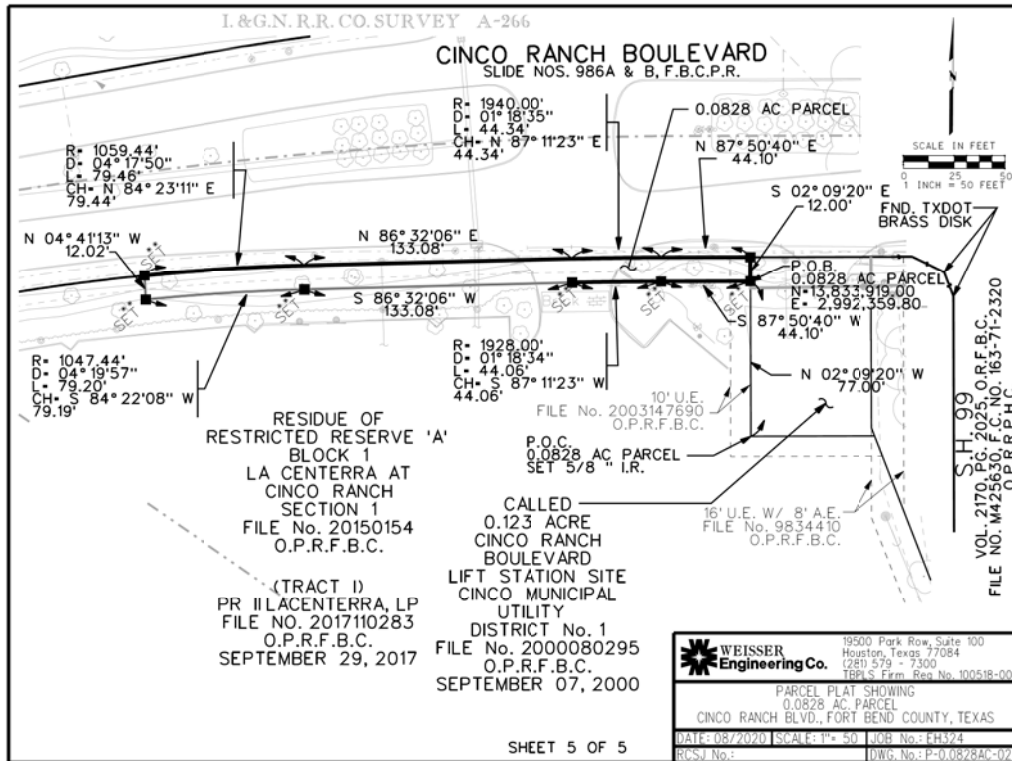 I. &G.N. R.R. CO. SURVEY A-266
CINCO RANCH BOULEVARD
SLIDE NOS. 986A & B, F.B.C.P.R.
R= 1940.00'
D= 01°18'35"
L= 44.34'
CH= N 87°11'23" E
44.34'
0.0828 AC PARCEL
N 87°50'40" E
44.10'
N
SCALE IN FEET
0 25 50
1 INCH = 50 FEET
R= 1059.44'
D= 04°17'50"
L= 79.46'
CH= N 84°23'11" E
79.44'
S 02°09'20" E
12.00'
FND. TXDOT
BRASS DISK
N 04°41'13" W
12.02'
N 86°32'06" E
133.08'
SET
P.O.B.
0.0828 AC PARCEL
N=13,833,919.00
E= 2,992,359.80
S 86°32'06" W
133.08'
SET
SET
SET
SET
SET
S 87°50'40" W
44.10'
R= 1047.44'
D= 04°19'57"
L= 79.20'
CH= S 84°22'08" W
79.19'
R= 1928.00'
D= 01°18'34"
L= 44.06'
CH= S 87°11'23" W
44.06'
N 02°09'20" W
77.00'
10' U.E.
FILE No. 2003147690
O.P.R.F.B.C.
P.O.C.
0.0828 AC PARCEL
SET 5/8 " I.R.
RESIDUE OF
RESTRICTED RESERVE 'A'
BLOCK 1
LA CENTERRA AT
CINCO RANCH
SECTION 1
FILE No. 20150154
O.P.R.F.B.C.
(TRACT I)
PR II LACENTERRA, LP
FILE NO. 2017110283
O.P.R.F.B.C.
SEPTEMBER 29, 2017
CALLED
0.123 ACRE
CINCO RANCH
BOULEVARD
LIFT STATION SITE
CINCO MUNICIPAL
UTILITY
DISTRICT No. 1
FILE No. 2000080295
O.P.R.F.B.C.
SEPTEMBER 07, 2000
16' U.E. W/ 8' A.E.
FILE No. 9834410
O.P.R.F.B.C.
S.H. 99
VOL. 2170, PG. 2025, O.R.F.B.C.
FILE NO. M425630, F.C. NO. 163-71-2320
O.P.R.R.P.H.C.
WEISSER
Engineering Co.
19500 Park Row, Suite 100
Houston, Texas 77084
(281) 579 - 7300
TBPLS Firm Reg No. 100518-00
PARCEL PLAT SHOWING
0.0828 AC. PARCEL
CINCO RANCH BLVD., FORT BEND COUNTY, TEXAS
DATE: 08/2020 SCALE: 1"= 50 JOB No.: EH324
RCSJ No.: DWG. No.: P-0.0828AC-02
SHEET 5 OF 5